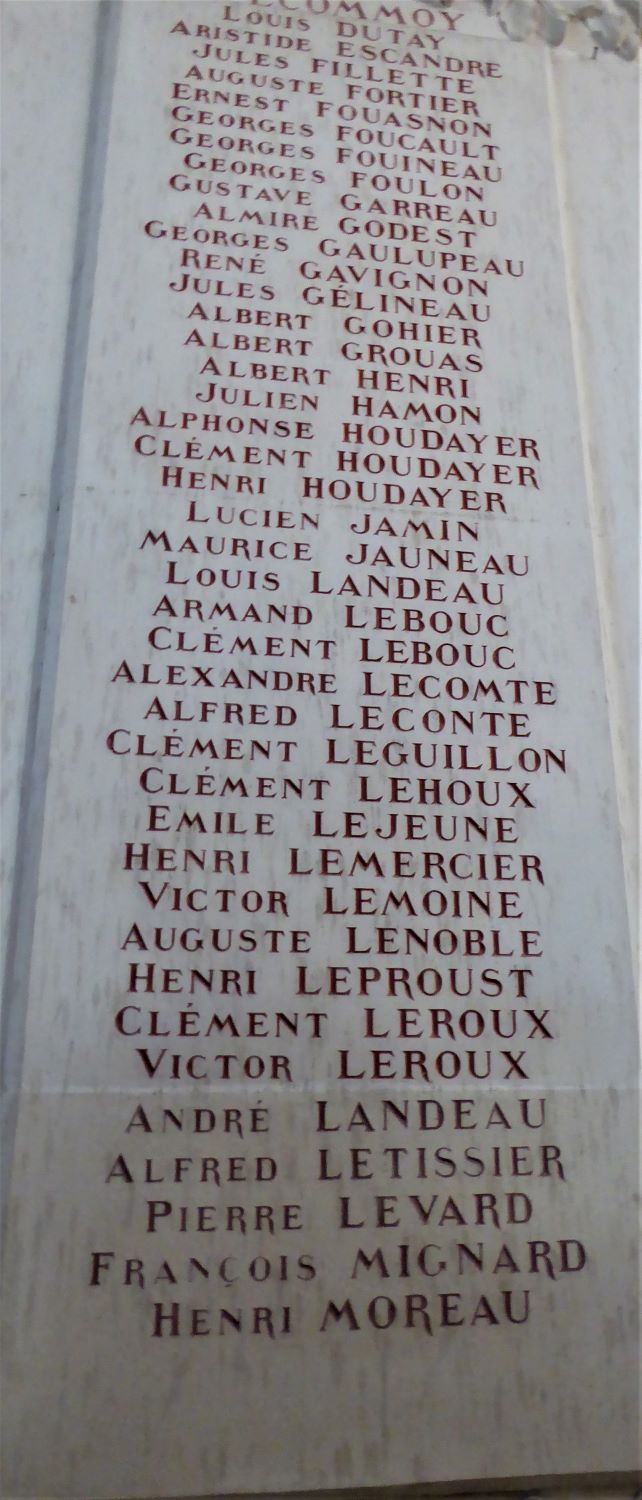 LOUIS DUTAY
ARISTIDE ESCANDRE
JULES FILLETTE
AUGUSTE FORTIER
ERNEST FOUASNON
GEORGES FOUCAULT
GEORGES FOUINEAU
GEORGES FOULON
GUSTAVE GARREAU
ALMIRE GODEST
GEORGES GAULUPEAU
RENÉ GAVIGNON
JULES GÉLINEAU
ALBERT GOHIER
ALBERT GROUAS
ALBERT HENRI
JULIEN HAMON
ALPHONSE HOUDAYER
CLÉMENT HOUDAYER
HENRI HOUDAYER
LUCIEN JAMIN
MAURICE JAUNEAU
LOUIS LANDEAU
ARMAND LEBOUC
CLÉMENT LEBOUC
ALEXANDRE LECOMTE
ALFRED LECONTE
CLÉMENT LEGUILLON
CLÉMENT LEHOUX
EMILE LEJEUNE
HENRI LEMERCIER
VICTOR LEMOINE
AUGUSTE LENOBLE
HENRI LEPROUST
CLÉMENT LEROUX
VICTOR LEROUX
ANDRÉ LANDEAU
ALFRED LETISSIER
PIERRE LEVARD
FRANÇOIS MIGNARD
HENRI MOREAU